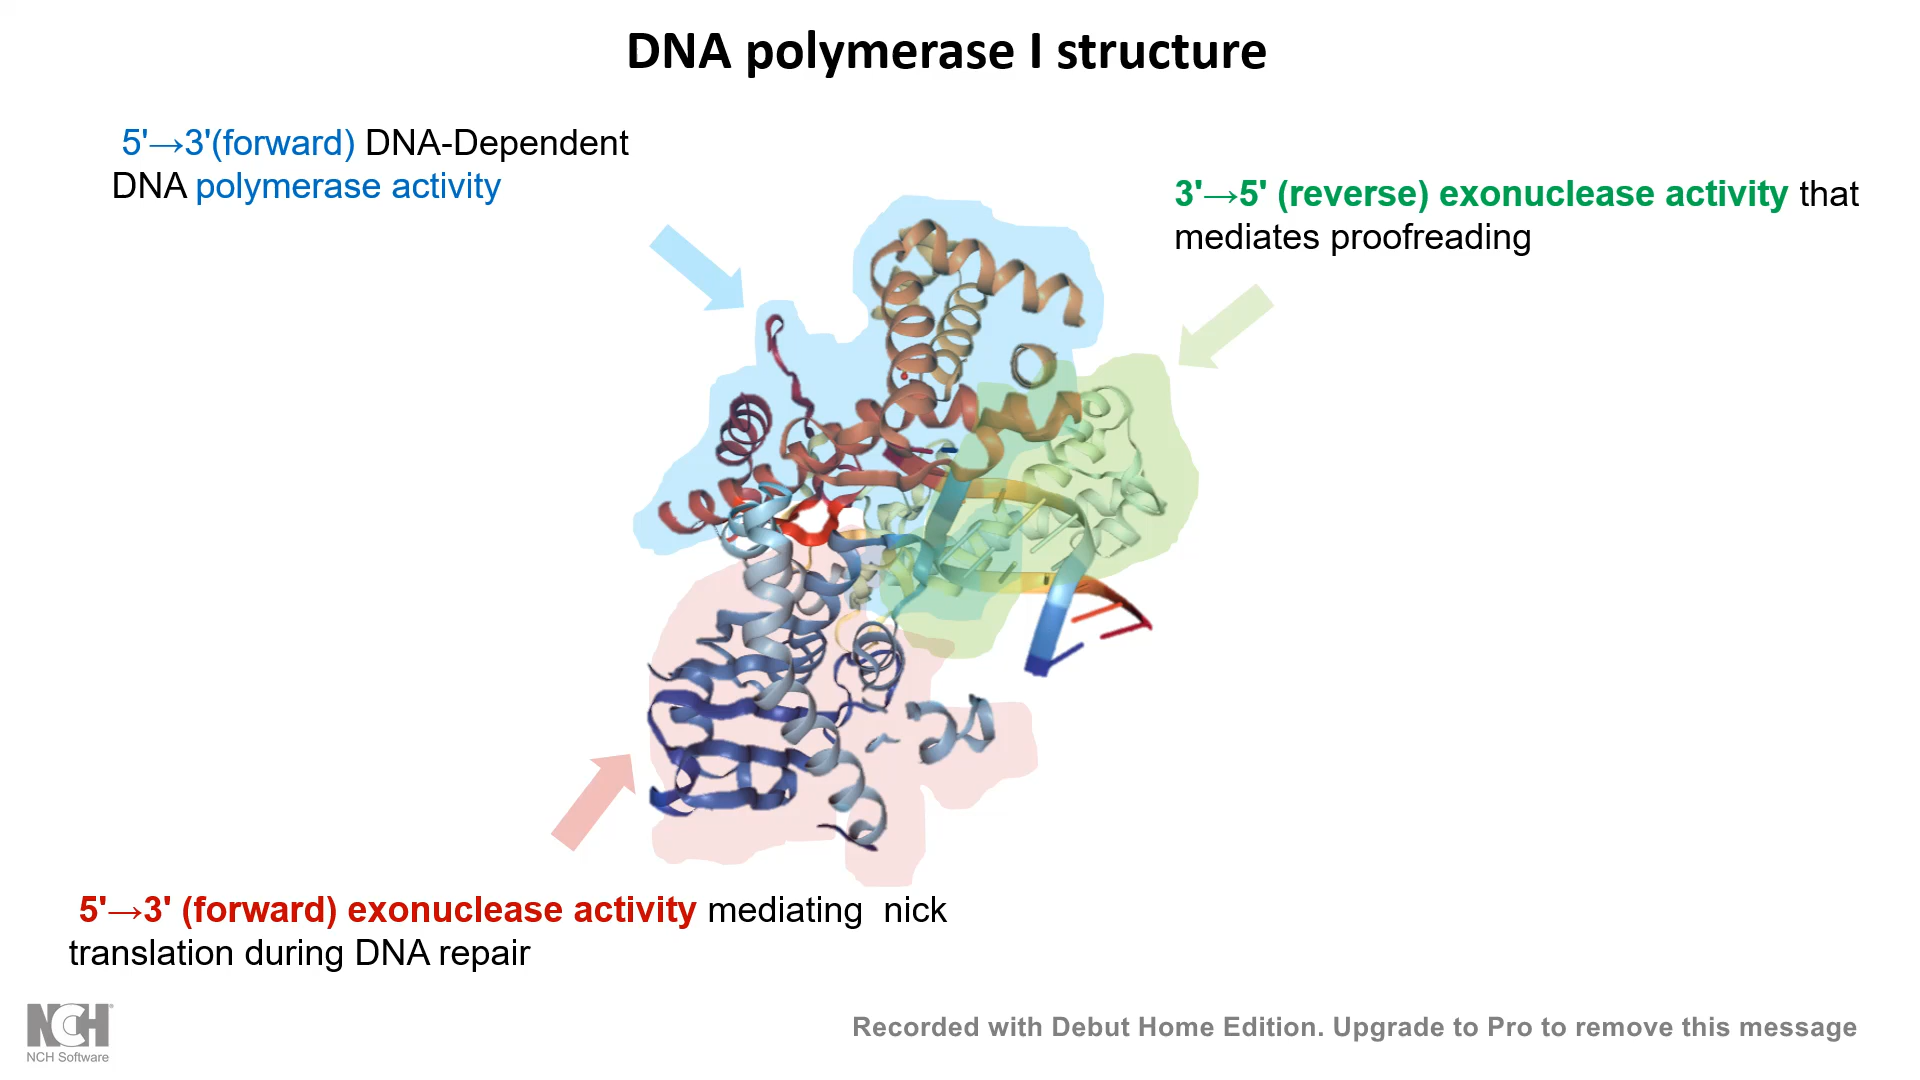 DNA polymerase I structure
5'→3'(forward) DNA-Dependent
DNA polymerase activity
3'→5' (reverse) exonuclease activity that
mediates proofreading
5'→3' (forward) exonuclease activity mediating  nick
translation during DNA repair
NCH
NCH Software
Recorded with Debut Home Edition. Upgrade to Pro to remove this message